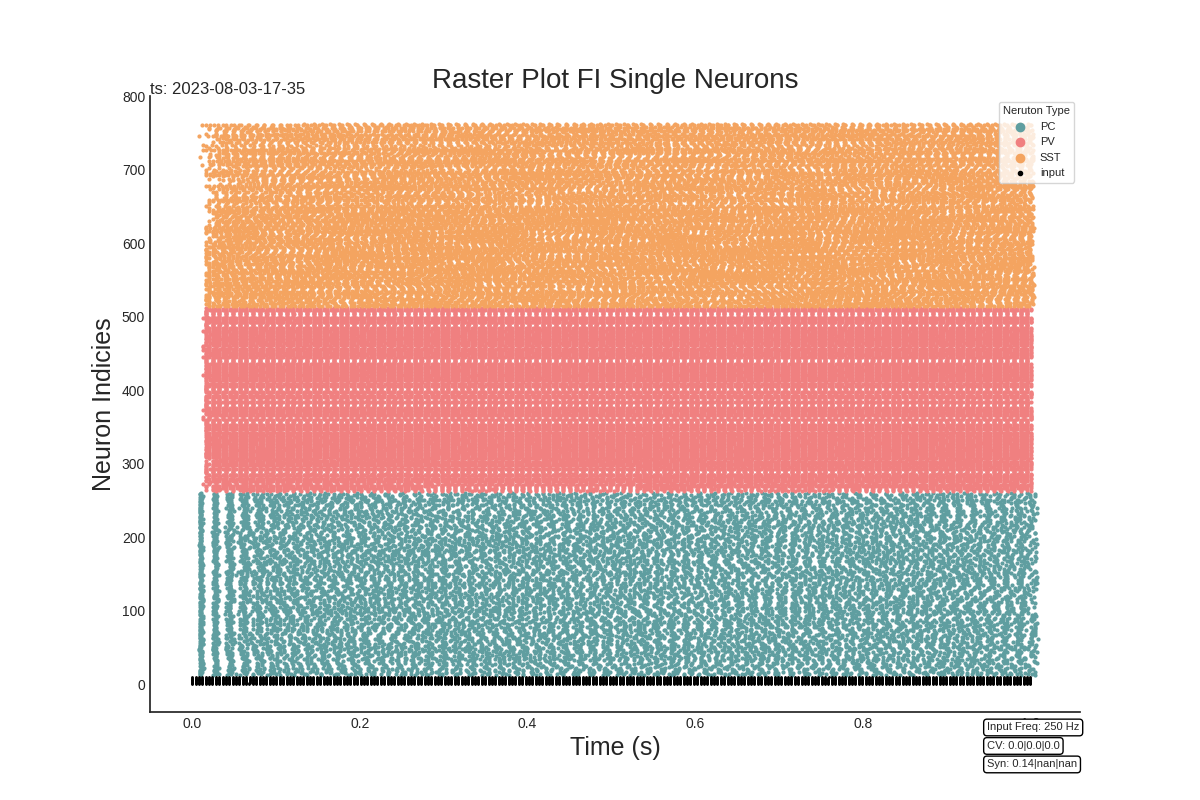 Raster Plot FI Single Neurons
ts: 2023-08-03-17-35
Neruton Type
PC
PV
SST
input
Neuron Indicies
800
700
600
500
400
300
200
100
0
0.0
0.2
0.4
0.6
0.8
Time (s)
Input Freq: 250 Hz
CV: 0.0|0.0|0.0
Syn: 0.14|nan|nan